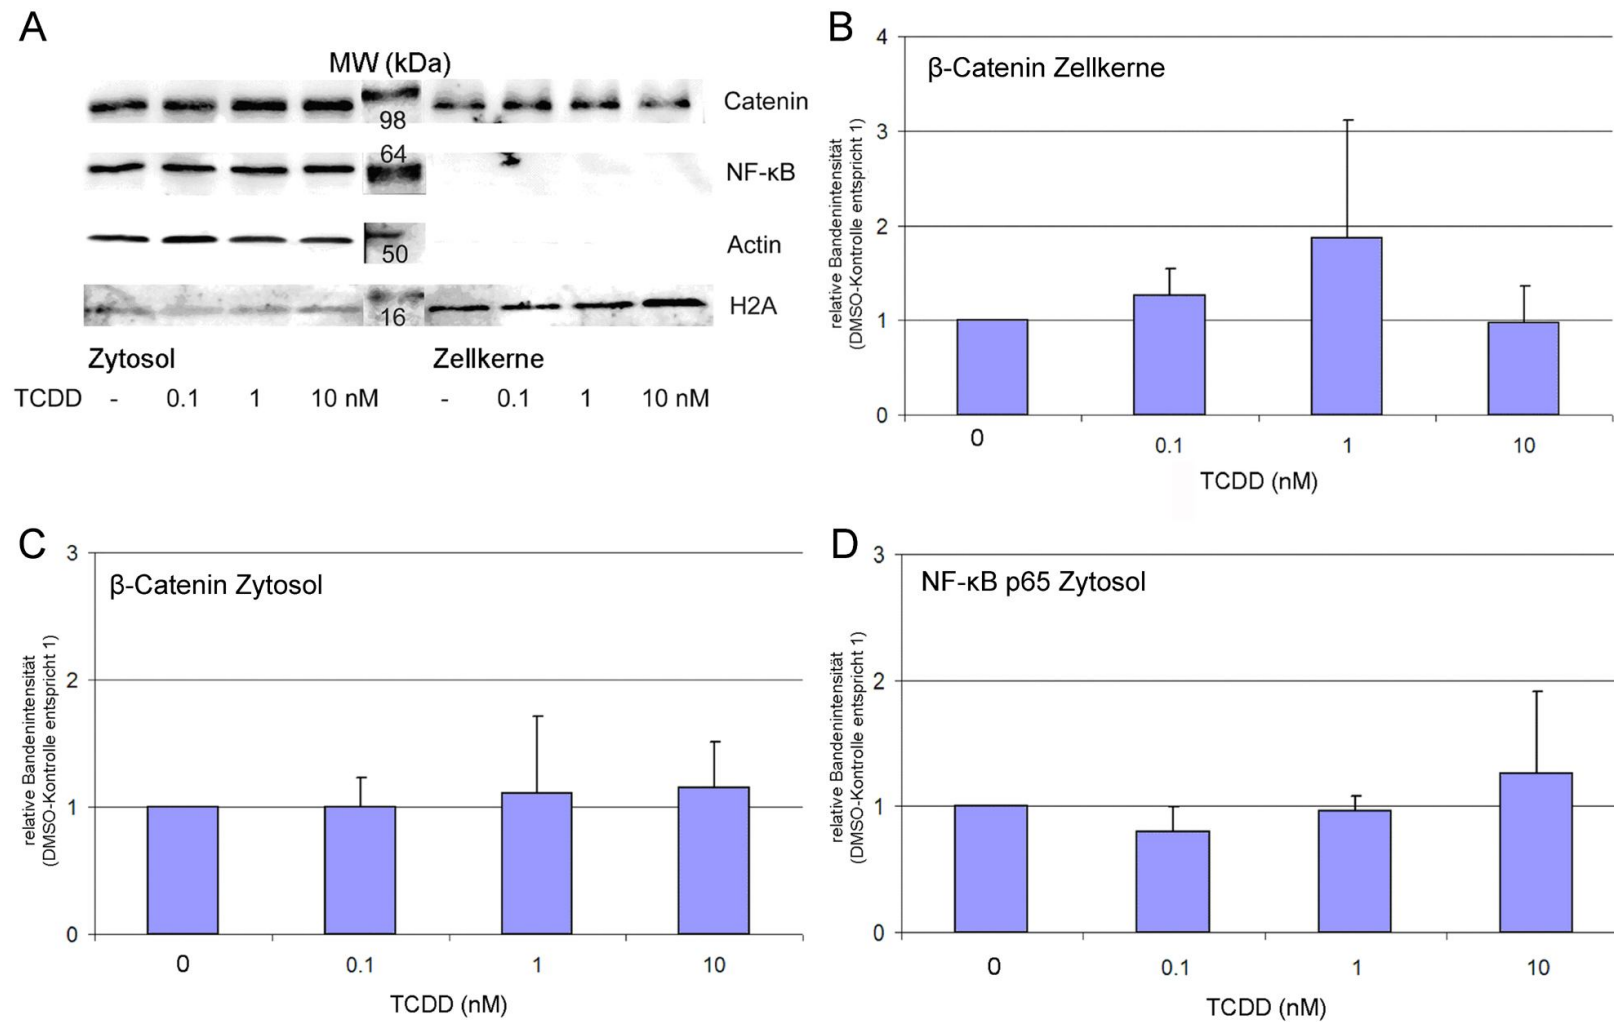 A
MW (kDa)
Catenin
98
64
NF-κB
Actin
50
H2A
16
Zytosol
Zellkerne
TCDD - 0.1 1 10 nM - 0.1 1 10 nM
B
β-Catenin Zellkerne
relative Bandenintensität
(DMSO-Kontrolle entspricht 1)
4
3
2
1
0
0 0.1 1 10
TCDD (nM)
C
β-Catenin Zytosol
relative Bandenintensität
(DMSO-Kontrolle entspricht 1)
3
2
1
0
0 0.1 1 10
TCDD (nM)
D
NF-κB p65 Zytosol
relative Bandenintensität
(DMSO-Kontrolle entspricht 1)
3
2
1
0
0 0.1 1 10
TCDD (nM)